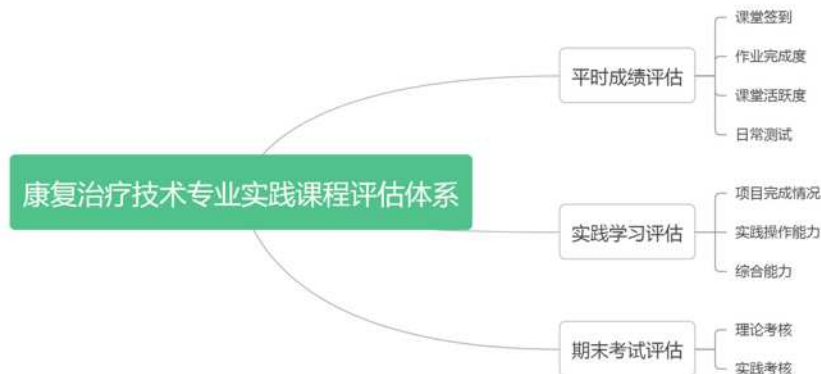 康复治疗技术专业实践课程评估体系
平时成绩评估
课堂签到
作业完成度
课堂活跃度
日常测试
实践学习评估
项目完成情况
实践操作能力
综合能力
期末考试评估
理论考核
实践考核